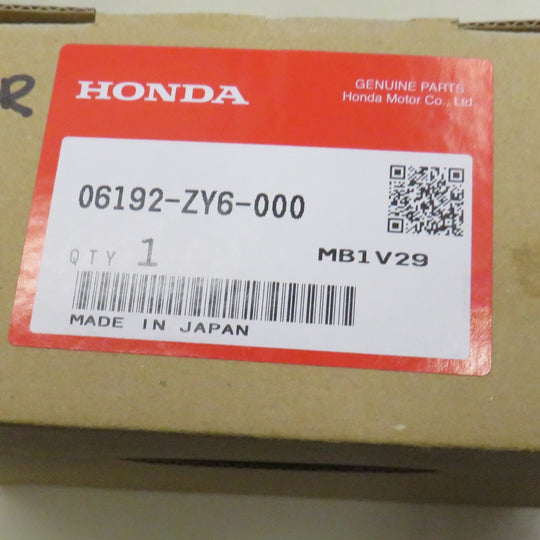 R
HONDA
GENUINE PARTS
Honda Motor Co., Ltd.
06192-ZY6-000
QTY 1
MB1V29
MADE IN JAPAN